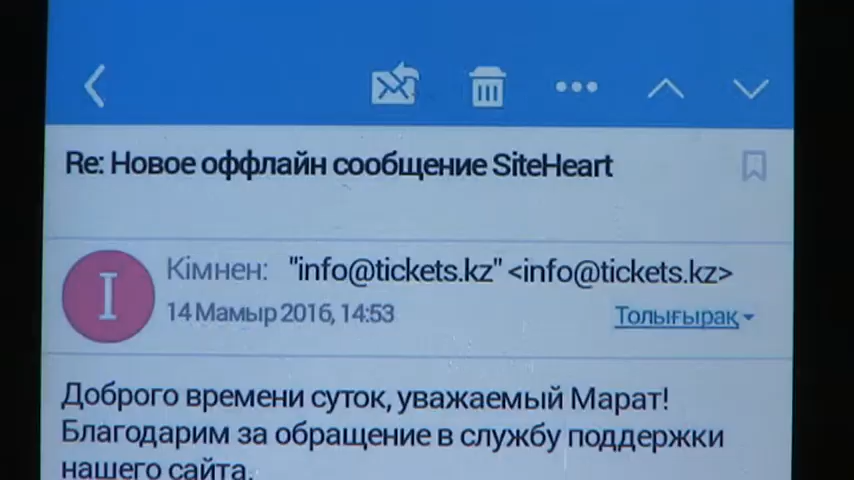 Re: Новое оффлайн сообщение SiteHeart
I
Кімнен: "info@tickets.kz" <info@tickets.kz>
14 Мамыр 2016, 14:53
Толығырақ
Доброго времени суток, уважаемый Марат!
Благодарим за обращение в службу поддержки
нашего сайта.